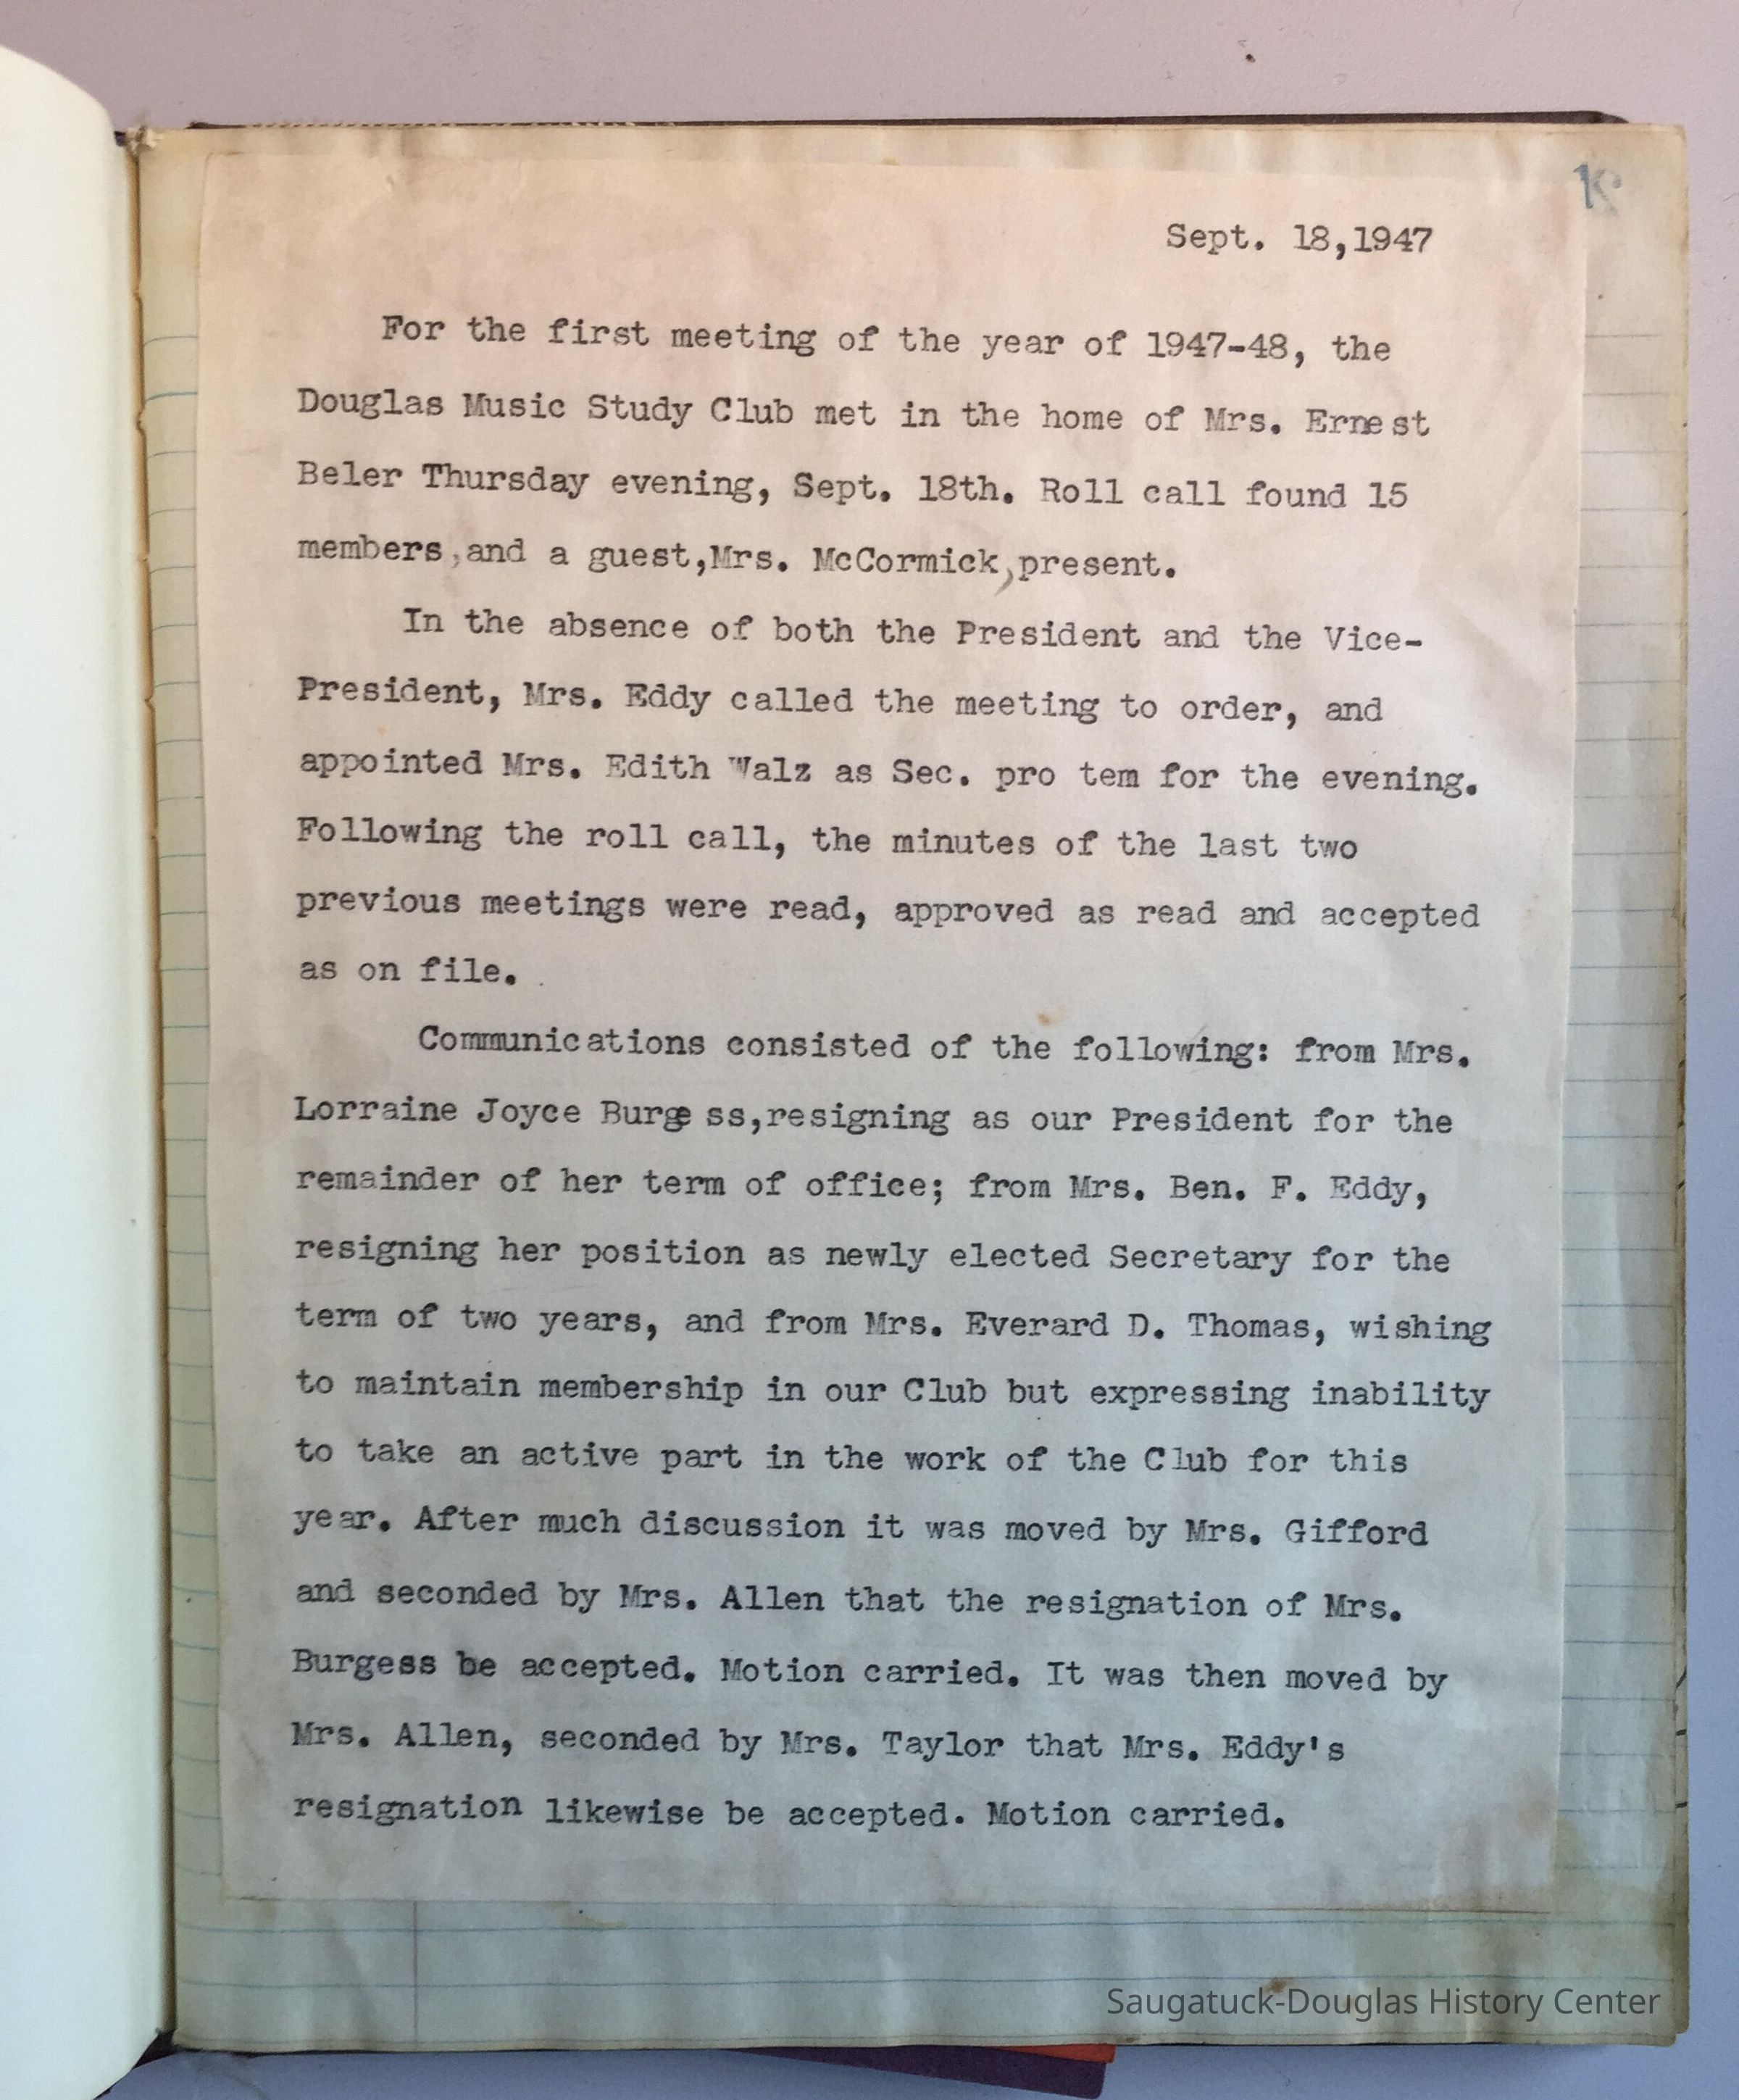 Sept. 18,1947
For the first meeting of the year of 1947-48, the
Douglas Music Study Club met in the home of Mrs. Ernest
Beler Thursday evening, Sept. 18th. Roll call found 15
members,and a guest,Mrs. McCormick,present.
In the absence of both the President and the Vice-
President, Mrs. Eddy called the meeting to order, and
appointed Mrs. Edith Walz as Sec. pro tem for the evening.
Following the roll call, the minutes of the last two
previous meetings were read, approved as read and accepted
as on file.
Communications consisted of the following: from Mrs.
Lorraine Joyce Burgess,resigning as our President for the
remainder of her term of office; from Mrs. Ben. F. Eddy,
resigning her position as newly elected Secretary for the
term of two years, and from Mrs. Everard D. Thomas, wishing
to maintain membership in our Club but expressing inability
to take an active part in the work of the Club for this
year. After much discussion it was moved by Mrs. Gifford
and seconded by Mrs. Allen that the resignation of Mrs.
Burgess be accepted. Motion carried. It was then moved by
Mrs. Allen, seconded by Mrs. Taylor that Mrs. Eddy's
resignation likewise be accepted. Motion carried.
Saugatuck-Douglas History Center